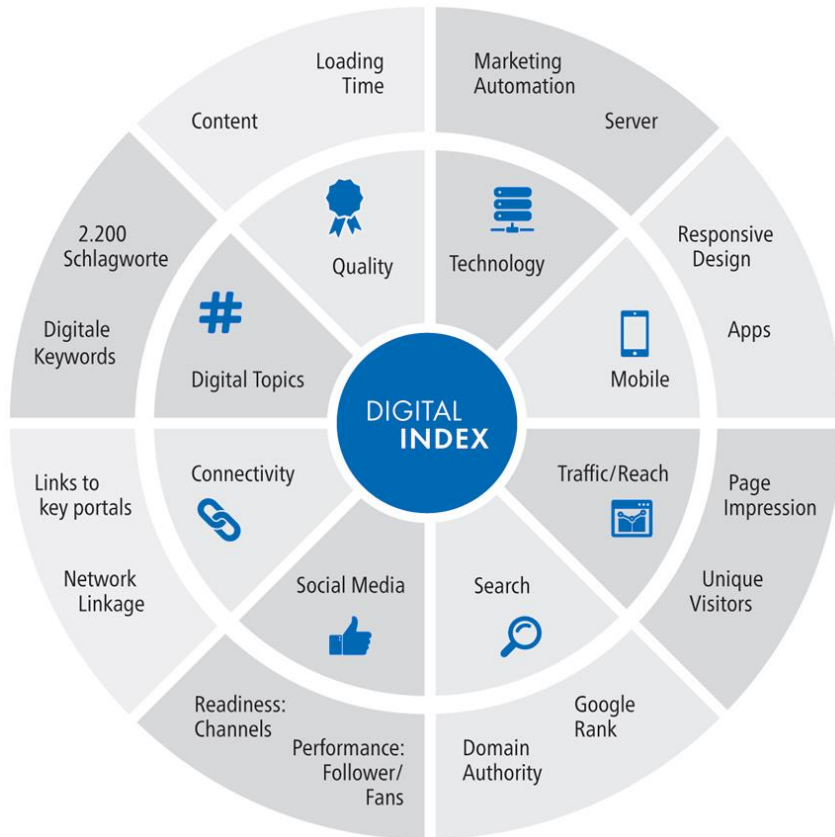 Loading
Time
Content
Marketing
Automation
Server
2.200
Schlagworte
Digitale
Keywords
Quality
Technology
Responsive
Design
Apps
Digital Topics
Mobile
DIGITAL
INDEX
Connectivity
Traffic/Reach
Links to
key portals
Network
Linkage
Page
Impression
Unique
Visitors
Social Media
Search
Readiness:
Channels
Performance:
Follower/
Fans
Google
Rank
Domain
Authority